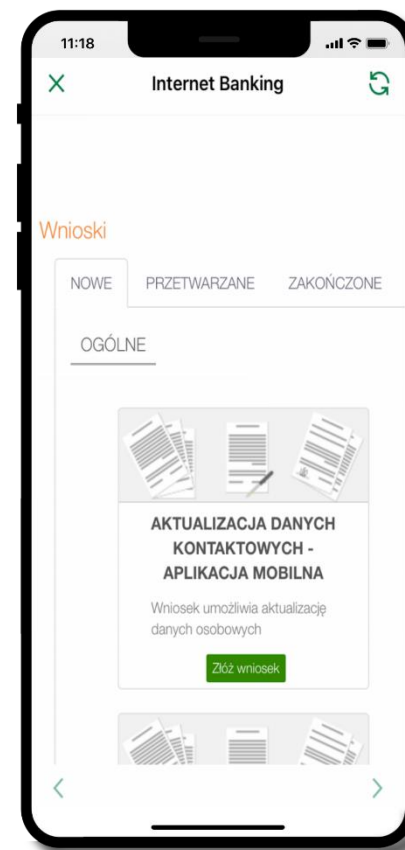 11:18
Internet Banking
Wnioski
NOWE PRZETWARZANE ZAKOŃCZONE
OGÓLNE
AKTUALIZACJA DANYCH
KONTAKTOWYCH -
APLIKACJA MOBILNA
Wniosek umożliwia aktualizację
danych osobowych
Złóż wniosek